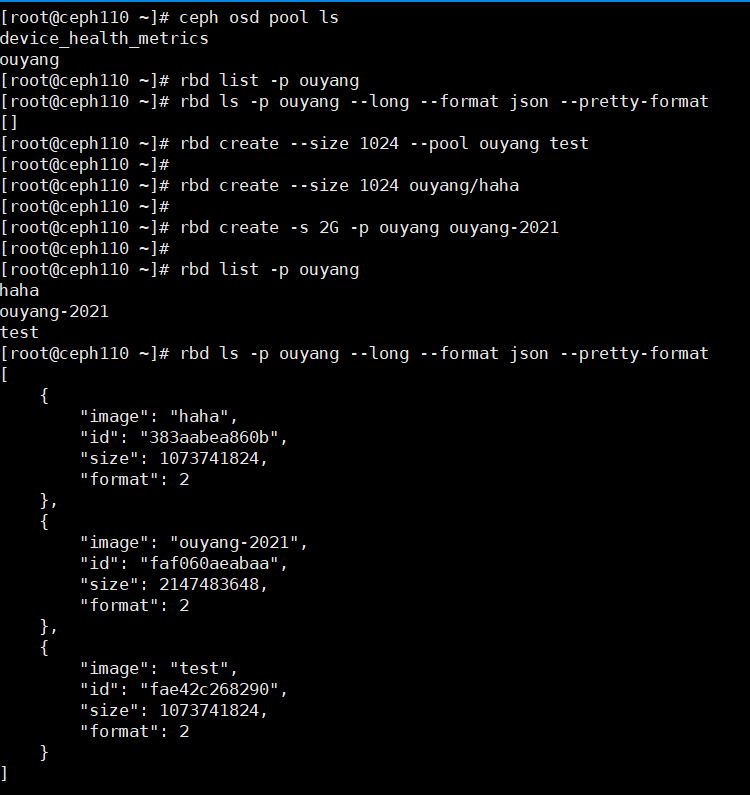 [root@ceph110 ~]# ceph osd pool ls
device_health_metrics
ouyang
[root@ceph110 ~]# rbd list -p ouyang
[root@ceph110 ~]# rbd ls -p ouyang --long --format json --pretty-format
[]
[root@ceph110 ~]# rbd create --size 1024 --pool ouyang test
[root@ceph110 ~]#
[root@ceph110 ~]# rbd create --size 1024 ouyang/haha
[root@ceph110 ~]#
[root@ceph110 ~]# rbd create -s 2G -p ouyang ouyang-2021
[root@ceph110 ~]#
[root@ceph110 ~]# rbd list -p ouyang
haha
ouyang-2021
test
[root@ceph110 ~]# rbd ls -p ouyang --long --format json --pretty-format
[
    {
        "image": "haha",
        "id": "383aabea860b",
        "size": 1073741824,
        "format": 2
    },
    {
        "image": "ouyang-2021",
        "id": "faf060aeabaa",
        "size": 2147483648,
        "format": 2
    },
    {
        "image": "test",
        "id": "fae42c268290",
        "size": 1073741824,
        "format": 2
    }
]